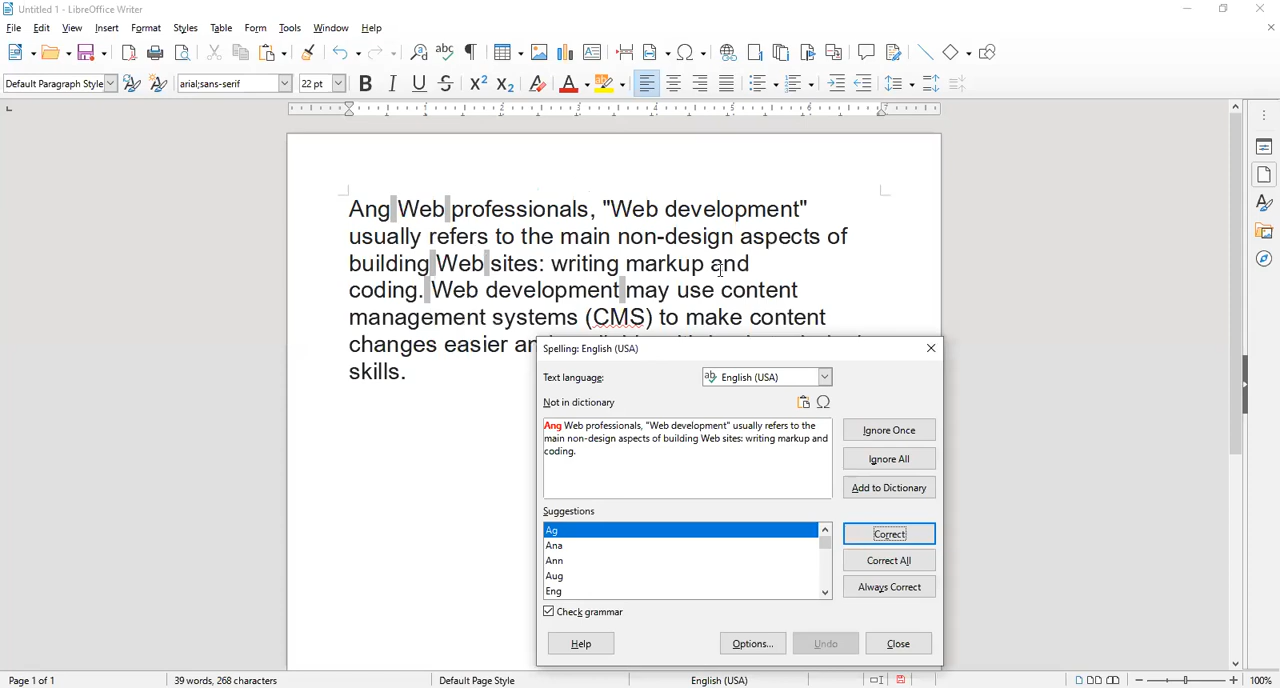 Untitled 1 - LibreOffice Writer
File Edit View Insert Format Styles Table Form Tools Window Help
Default Paragraph Style arial;sans-serif 22 pt
Ang Web professionals, "Web development"
usually refers to the main non-design aspects of
building Web sites: writing markup and
coding. Web development may use content
management systems (CMS) to make content
changes easier an
skills.
Spelling: English (USA)
Text language: English (USA)
Not in dictionary
Ang Web professionals, "Web development" usually refers to the
main non-design aspects of building Web sites: writing markup and
coding.
Ignore Once
Ignore All
Add to Dictionary
Suggestions
Ag
Ana
Ann
Aug
Eng
Correct
Correct All
Always Correct
Check grammar
Help Options... Undo Close
Page 1 of 1 39 words, 268 characters Default Page Style English (USA) 100%